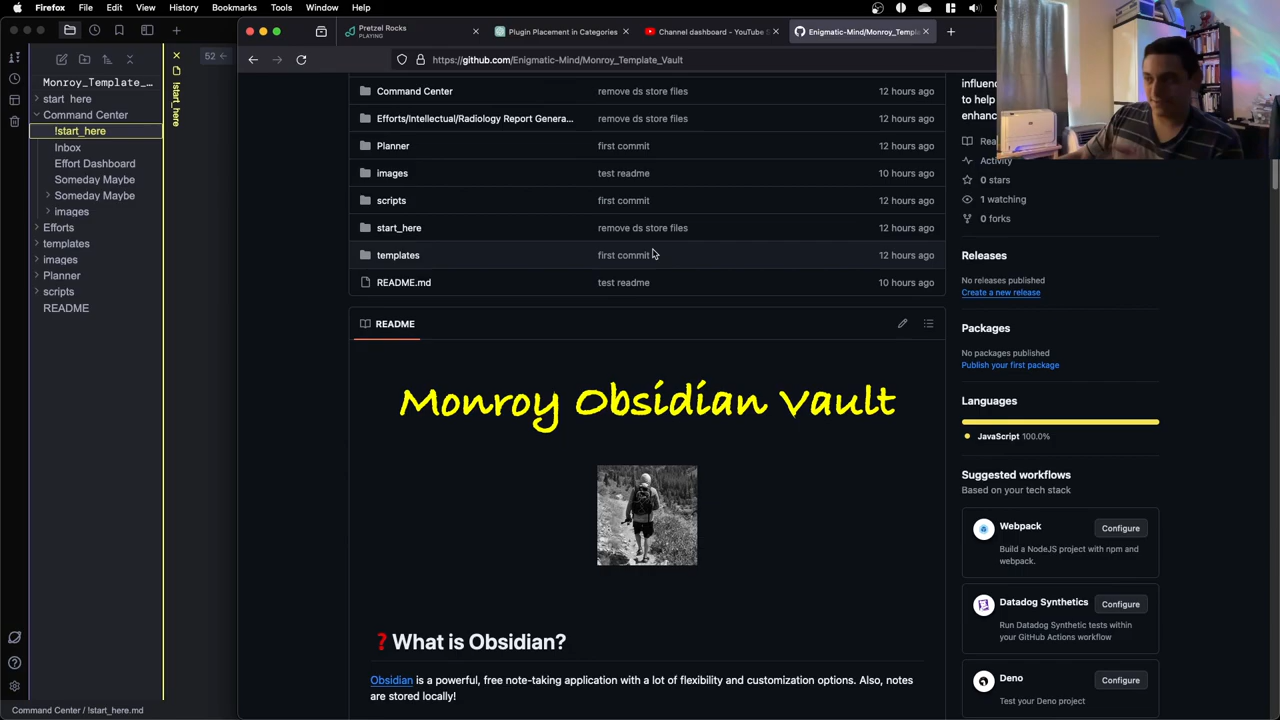 Firefox File Edit View History Bookmarks Tools Window Help
Pretzel Rocks
PLAYING
Plugin Placement in Categories
Channel dashboard - YouTube S
Enigmatic-Mind/Monroy_Templa
https://github.com/Enigmatic-Mind/Monroy_Template_Vault
52
Monroy_Template_...
start here
Command Center
!start_here
Inbox
Effort Dashboard
Someday Maybe
Someday Maybe
images
Efforts
templates
images
Planner
scripts
README
!start_here
Command Center / !start_here.md
Command Center remove ds store files 12 hours ago
Efforts/Intellectual/Radiology Report Genera... remove ds store files 12 hours ago
Planner first commit 12 hours ago
images test readme 10 hours ago
scripts first commit 12 hours ago
start_here remove ds store files 12 hours ago
templates first commit 12 hours ago
README.md test readme 10 hours ago
README
Monroy Obsidian Vault
❓ What is Obsidian?
Obsidian is a powerful, free note-taking application with a lot of flexibility and customization options. Also, notes
are stored locally!
influenc
to help
enhanc
Rea
Activity
0 stars
1 watching
0 forks
Releases
No releases published
Create a new release
Packages
No packages published
Publish your first package
Languages
JavaScript 100.0%
Suggested workflows
Based on your tech stack
Webpack
Configure
Build a NodeJS project with npm and
webpack.
Datadog Synthetics
Configure
Run Datadog Synthetic tests within
your GitHub Actions workflow
Deno
Configure
Test your Deno project